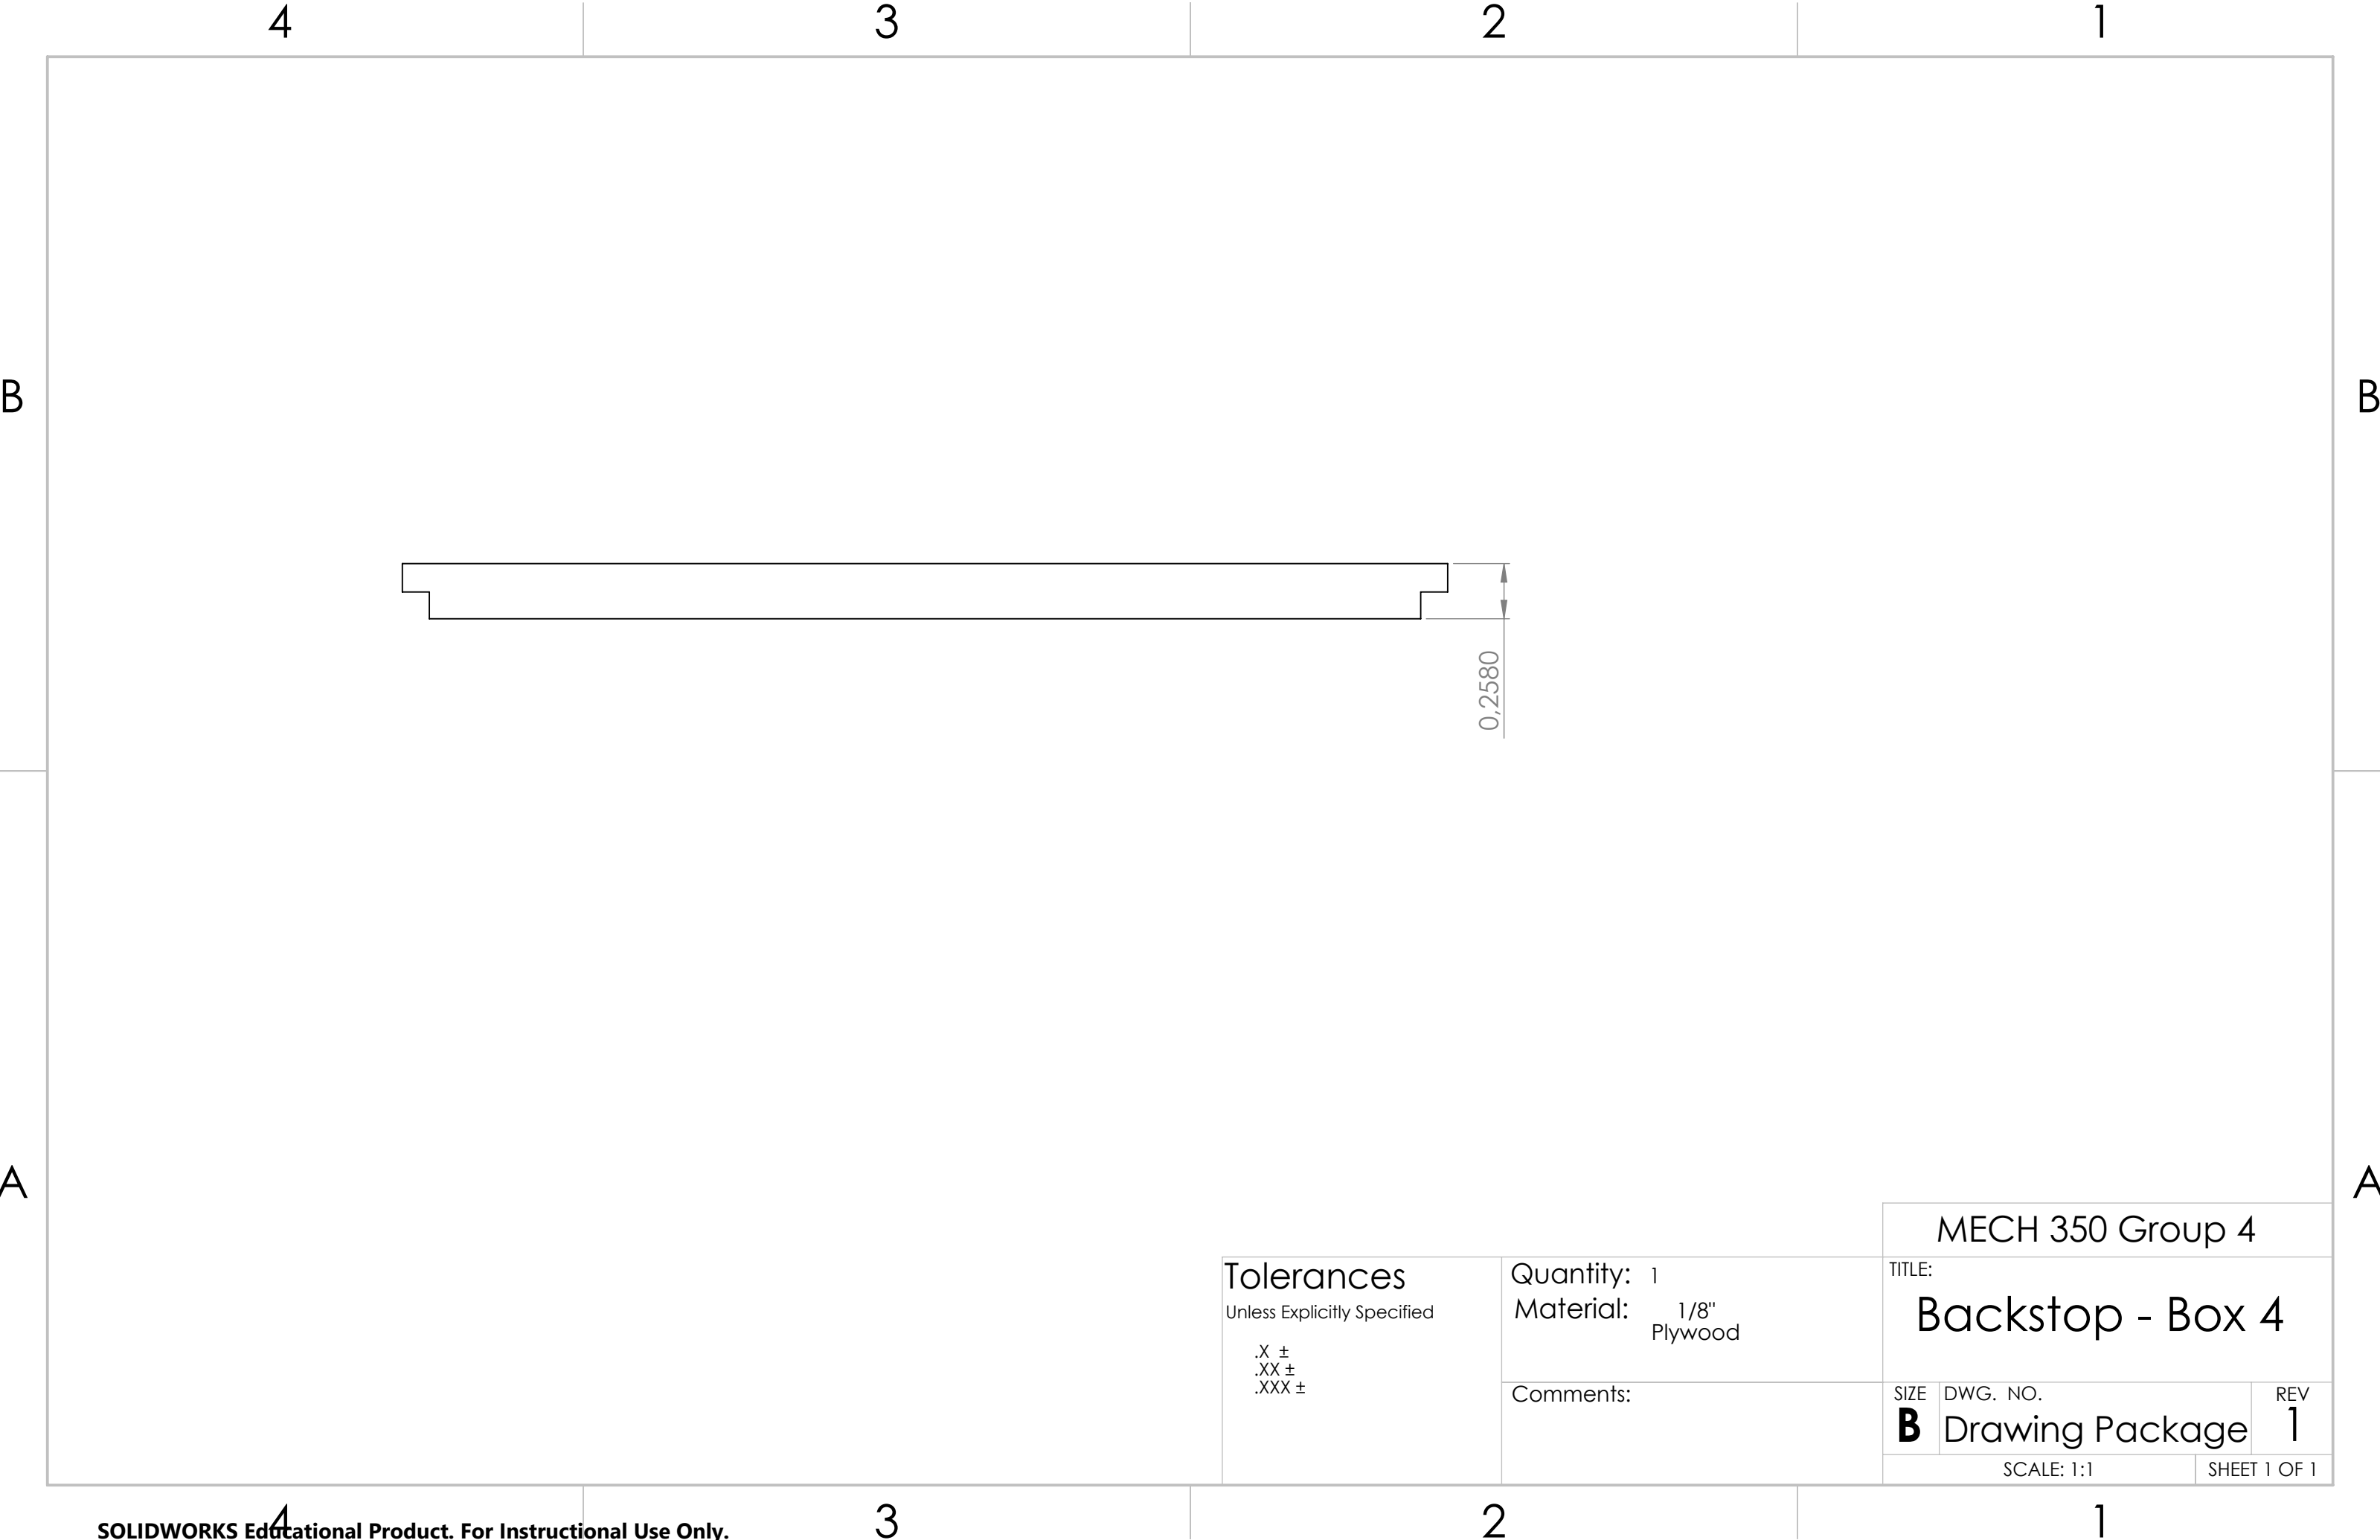 4 3 2 1
B B
0,2580
A A
MECH 350 Group 4
Tolerances
Unless Explicitly Specified
.X ±
.XX ±
.XXX ±
Quantity: 1
Material: 1/8"
Plywood
Comments:
TITLE:
Backstop - Box 4
SIZE DWG. NO. REV
B Drawing Package 1
SCALE: 1:1 SHEET 1 OF 1
4 3 2 1
SOLIDWORKS Educational Product. For Instructional Use Only.